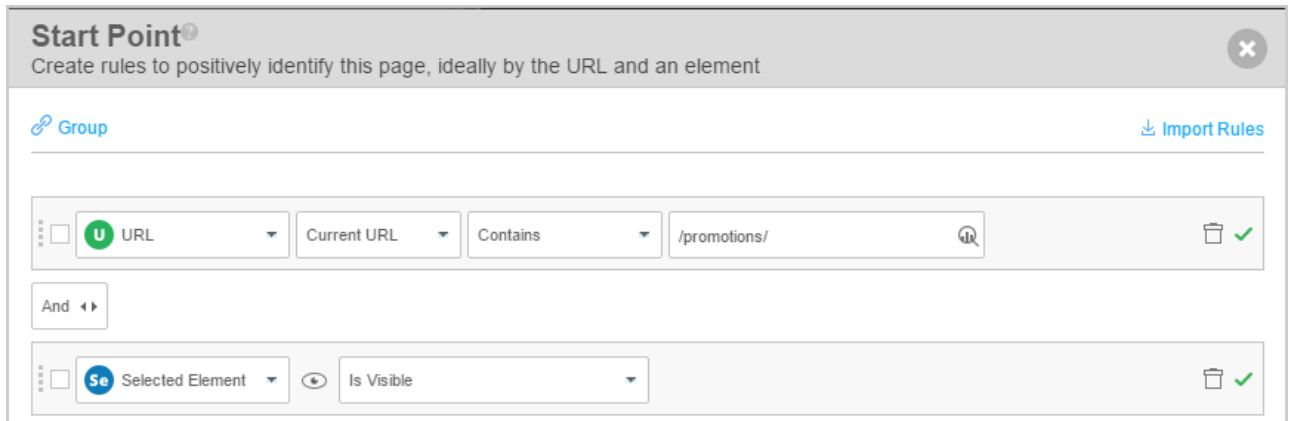 Start Point
Create rules to positively identify this page, ideally by the URL and an element
Group Import Rules
U URL Current URL Contains /promotions/
And
Se Selected Element Is Visible